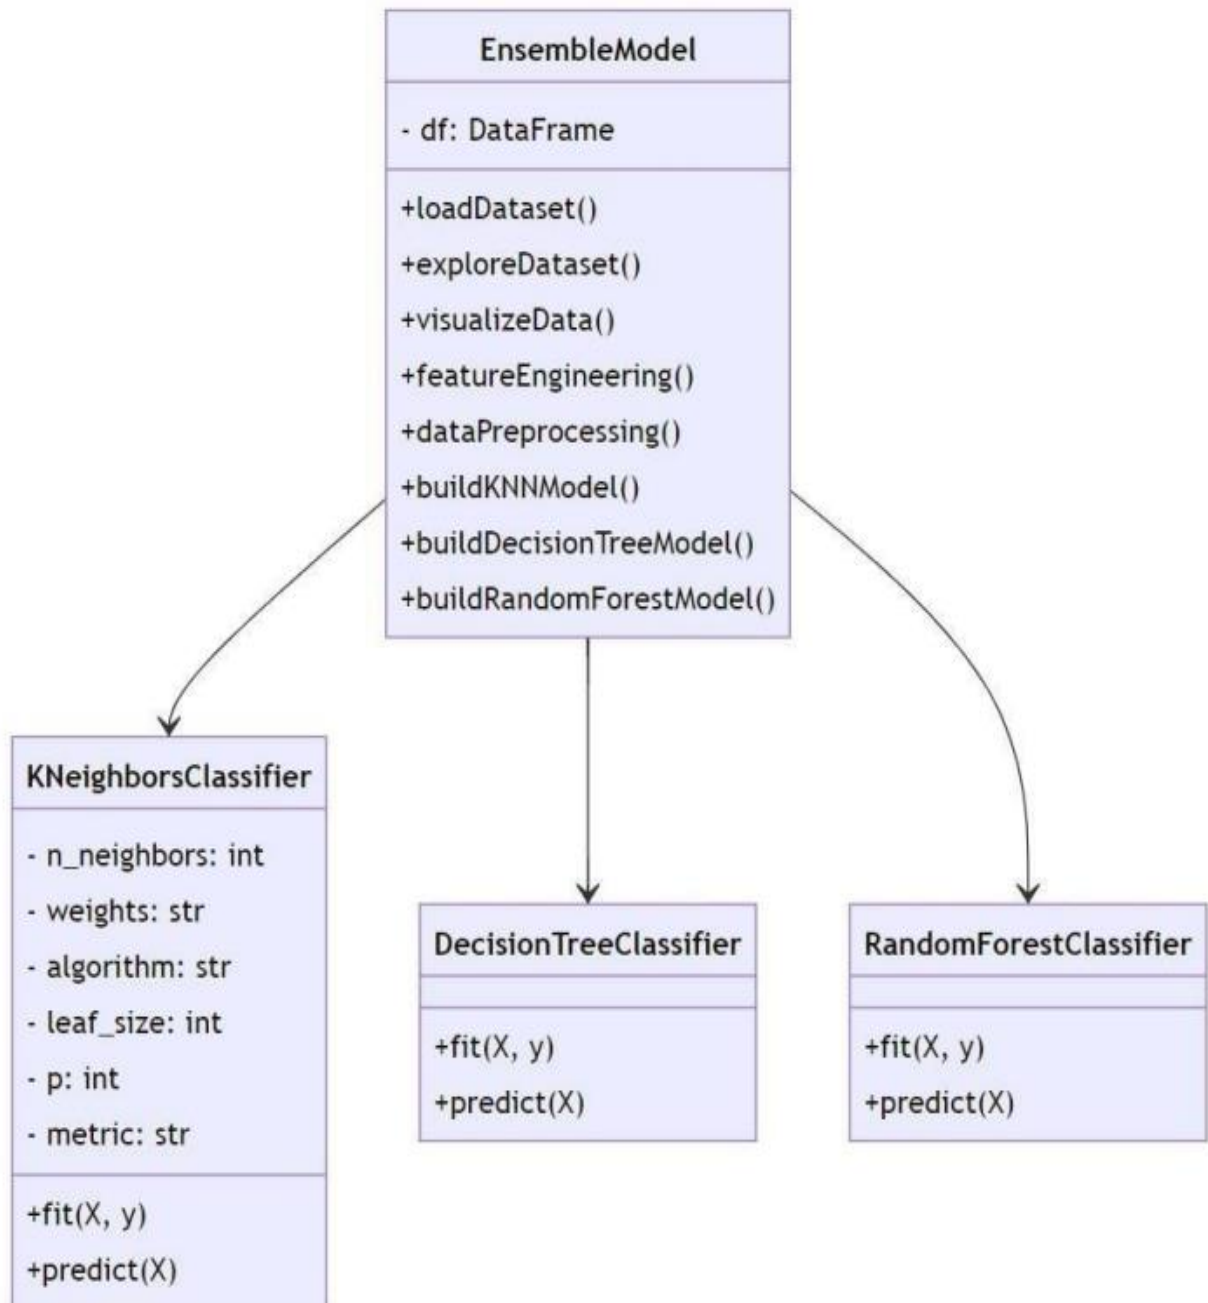 EnsembleModel
- df: DataFrame
+loadDataset()
+exploreDataset()
+visualizeData()
+featureEngineering()
+dataPreprocessing()
+buildKNNModel()
+buildDecisionTreeModel()
+buildRandomForestModel()
KNeighborsClassifier
- n_neighbors: int
- weights: str
- algorithm: str
- leaf_size: int
- p: int
- metric: str
+fit(X, y)
+predict(X)
DecisionTreeClassifier
+fit(X, y)
+predict(X)
RandomForestClassifier
+fit(X, y)
+predict(X)